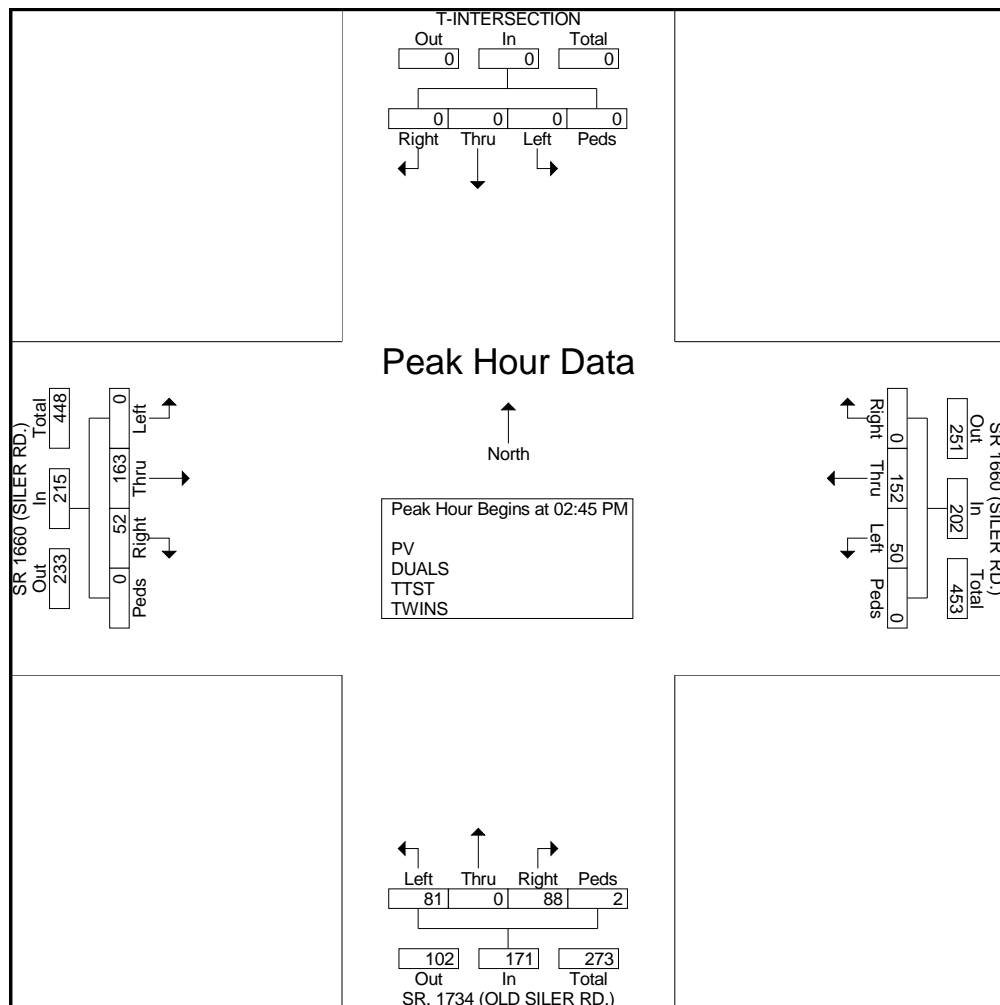 T-INTERSECTION
Out In Total
0 0 0
0 0 0 0
Right Thru Left Peds
Peak Hour Data
North
Peak Hour Begins at 02:45 PM
PV
DUALS
TTST
TWINS
SR 1660 (SILER RD.)
Out In Total
233 215 448
0 52 163 0
Peds Right Thru Left
SR 1660 (SILER RD.)
Out In Total
251 202 453
0 152 50 0
Right Thru Left Peds
Left Thru Right Peds
81 0 88 2
102 171 273
Out In Total
SR. 1734 (OLD SILER RD.)